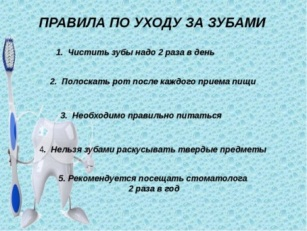 ПРАВИЛА ПО УХОДУ ЗА ЗУБАМИ
1. Чистить зубы надо 2 раза в день
2. Полоскать рот после каждого приема пищи
3. Необходимо правильно питаться
4. Нельзя зубами раскусывать твердые предметы
5. Рекомендуется посещать стоматолога
2 раза в год